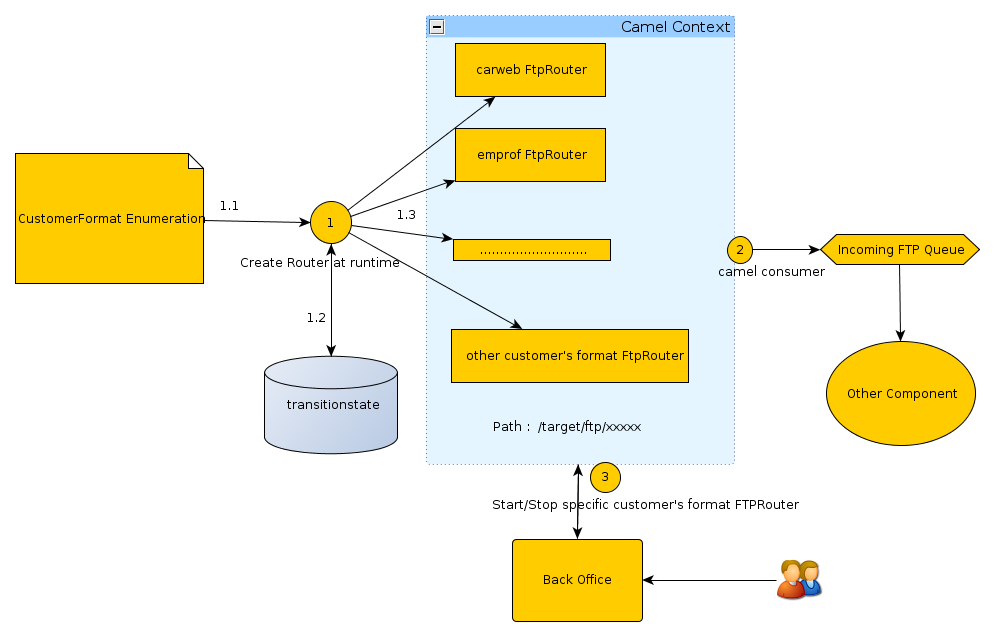 Camel Context
carweb FtpRouter
emprof FtpRouter
CustomerFormat Enumeration
1.1
1
1.3
Create Router at runtime
...........................
2
Incoming FTP Queue
camel consumer
1.2
other customer's format FtpRouter
transitionstate
Other Component
Path : /target/ftp/xxxxx
3
Start/Stop specific customer's format FTPRouter
Back Office